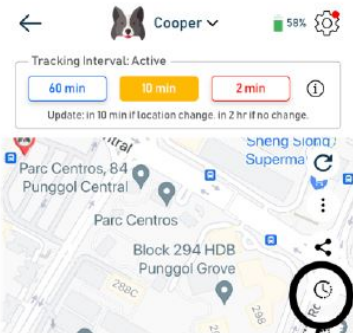 Cooper
58%
Tracking Interval: Active
60 min
10 min
2 min
Update: in 10 min if location change. in 2 hr if no change.
Sheng Siong
Supermar
Parc Centros, 84
Punggol Central
Parc Centros
Block 294 HDB
Punggol Grove
288C
298